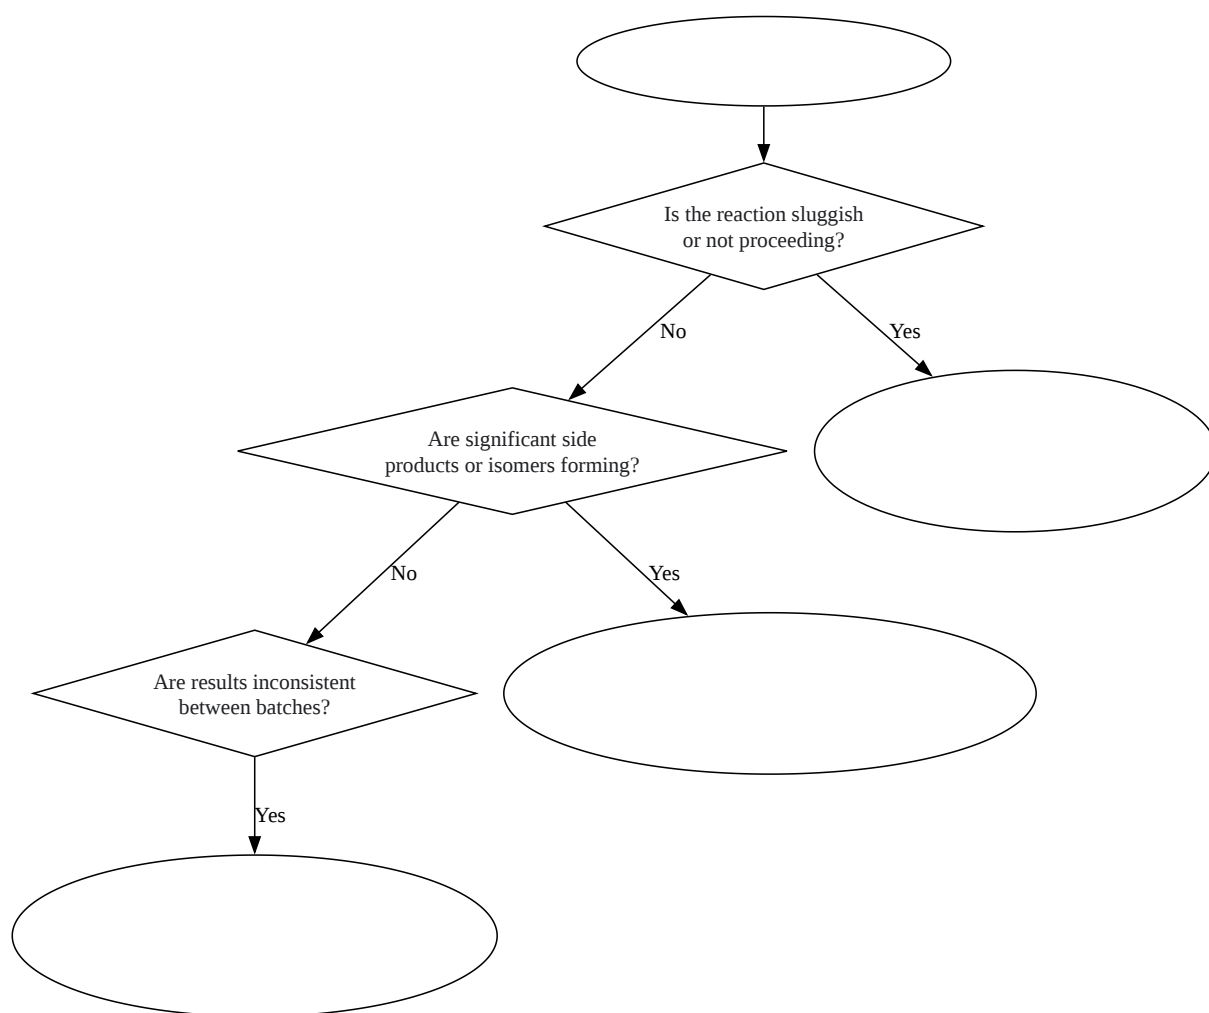 Is the reaction sluggish
or not proceeding?
No
Yes
Are significant side
products or isomers forming?
No
Yes
Are results inconsistent
between batches?
Yes